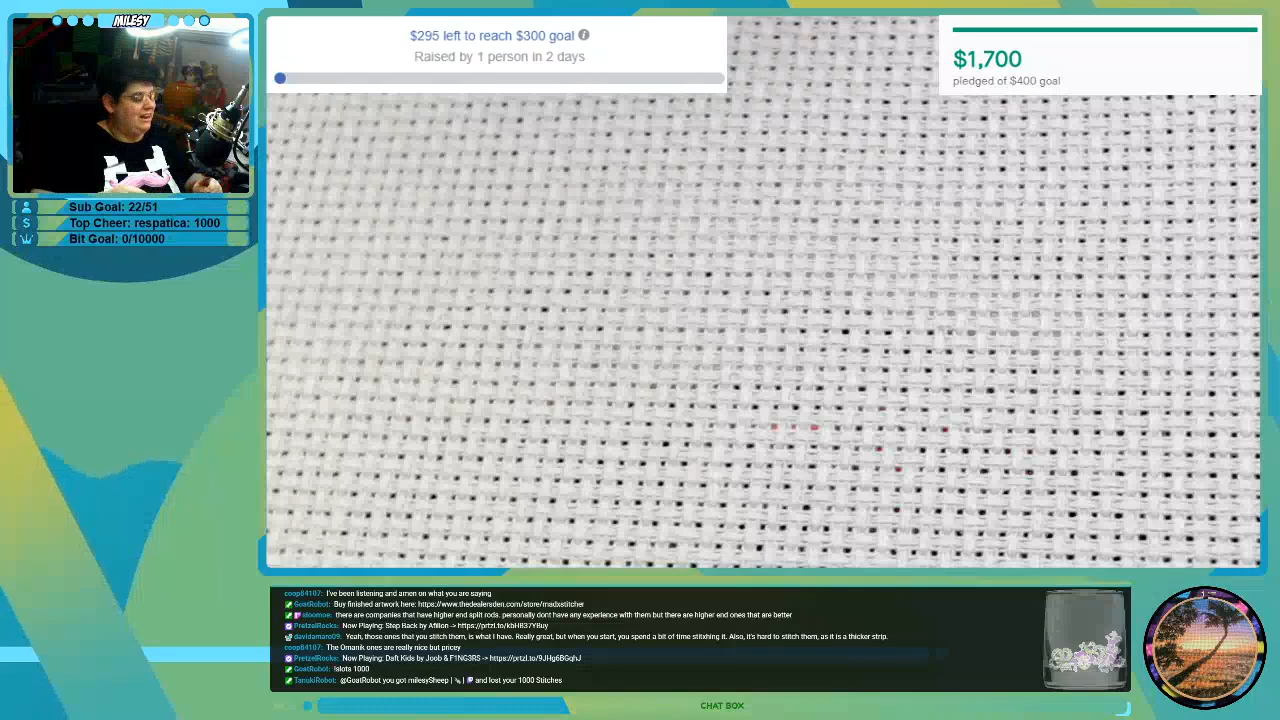 MILESY
$295 left to reach $300 goal
Raised by 1 person in 2 days
$1,700
pledged of $400 goal
Sub Goal: 22/51
Top Cheer: respatica: 1000
Bit Goal: 0/10000
coop84107: I've been listening and amen on what you are saying
GoatRobot: Buy finished artwork here: https://www.thedealersden.com/store/madxstitcher
sloomoe: there are companies that have higher end split rods. personally dont have any experience with them but there are higher end ones that are better
PretzelRocks: Now Playing: Step Back by Afillon -> https://prtzl.to/KbHB37YBuy
davidamaro09: Yeah, those ones that you stitch them, is what i have. Really great, but when you start, you spend a bit of time stitxhing it. Also, it's hard to stitch them, as it is a thicker strip.
coop84107: The Omanik ones are really nice but pricey
PretzelRocks: Now Playing: Daft Kids by Joob & F1NG3RS -> https://prtzl.to/9JHg6BGqhJ
GoatRobot: !slots 1000
TanukiRobot: @GoatRobot you got milesySheep | | and lost your 1000 Stitches
CHAT BOX